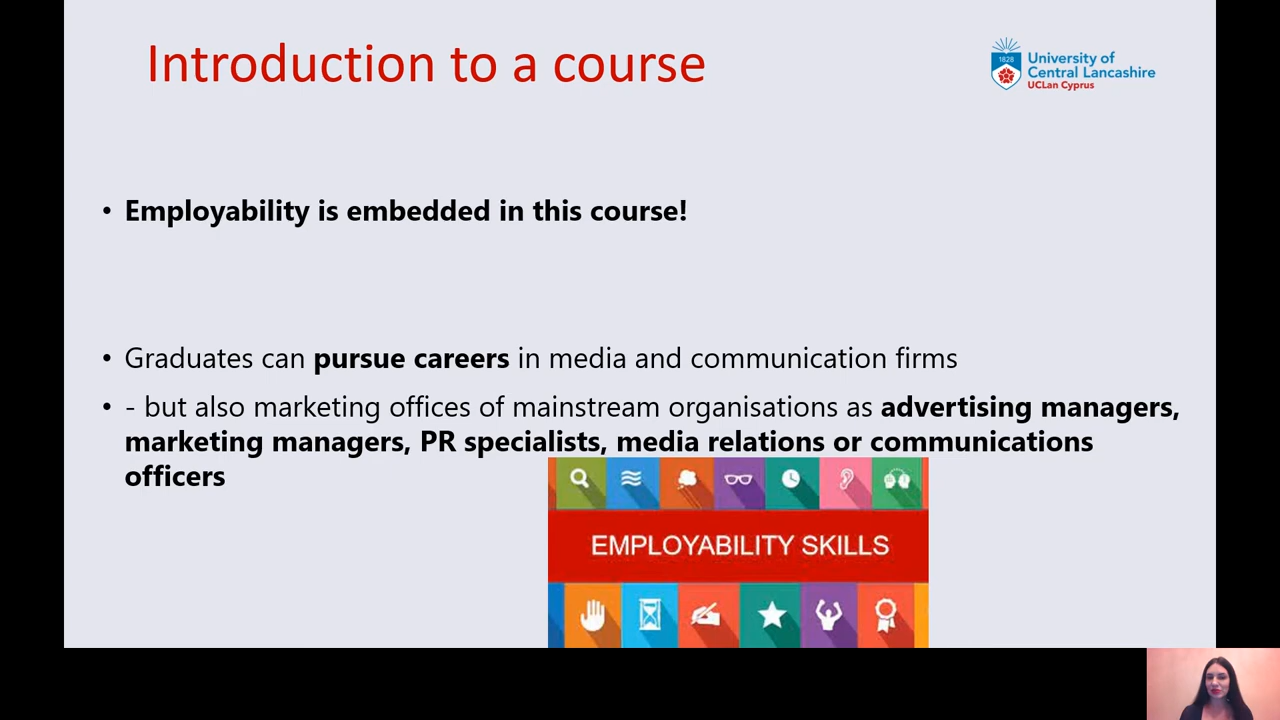 Introduction to a course
1828
University of
Central Lancashire
UCLan Cyprus
• Employability is embedded in this course!
• Graduates can pursue careers in media and communication firms
• - but also marketing offices of mainstream organisations as advertising managers,
marketing managers, PR specialists, media relations or communications
officers
EMPLOYABILITY SKILLS